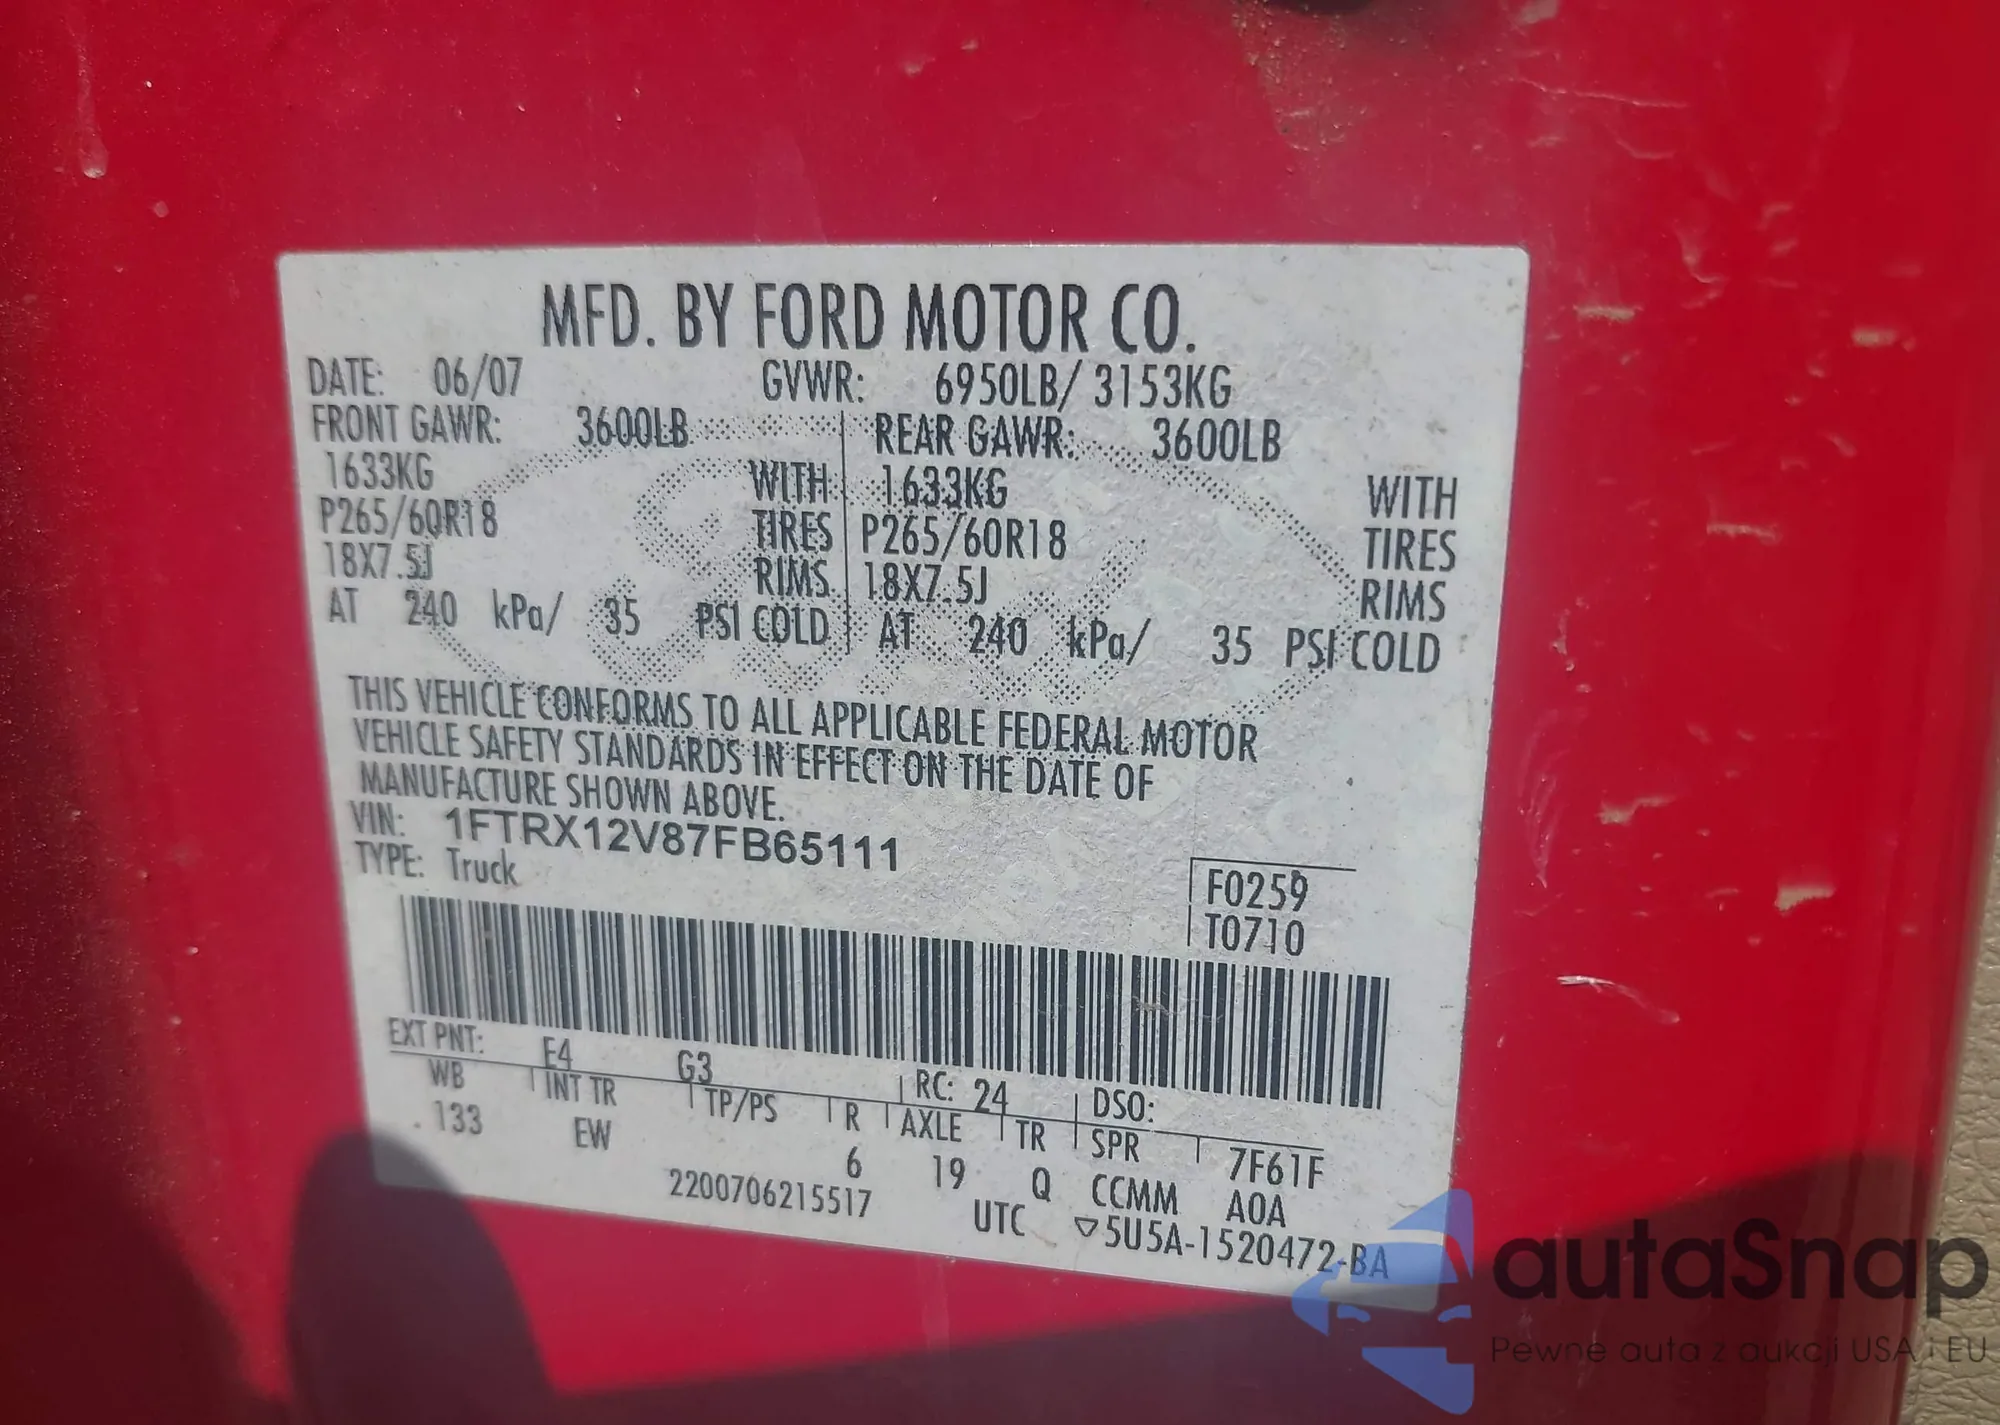 MFD. BY FORD MOTOR CO.
DATE: 06/07 GVWR: 6950LB/ 3153KG
FRONT GAWR: 3600LB REAR GAWR: 3600LB
1633KG WITH 1633KG WITH
P265/60R18 TIRES P265/60R18 TIRES
18X7.5J RIMS 18X7.5J RIMS
AT 240 kPa/ 35 PSI COLD AT 240 kPa/ 35 PSI COLD
THIS VEHICLE CONFORMS TO ALL APPLICABLE FEDERAL MOTOR
VEHICLE SAFETY STANDARDS IN EFFECT ON THE DATE OF
MANUFACTURE SHOWN ABOVE.
VIN: 1FTRX12V87FB65111
TYPE: Truck
F0259
T0710
EXT PNT: E4 G3 RC: 24 DSO:
WB INT TR TP/PS R AXLE TR SPR 7F61F
133 EW 6 19 Q CCMM A0A
2200706215517 UTC ▽5U5A-1520472-BA
autaSnap
Pewne auta z aukcji USA i EU